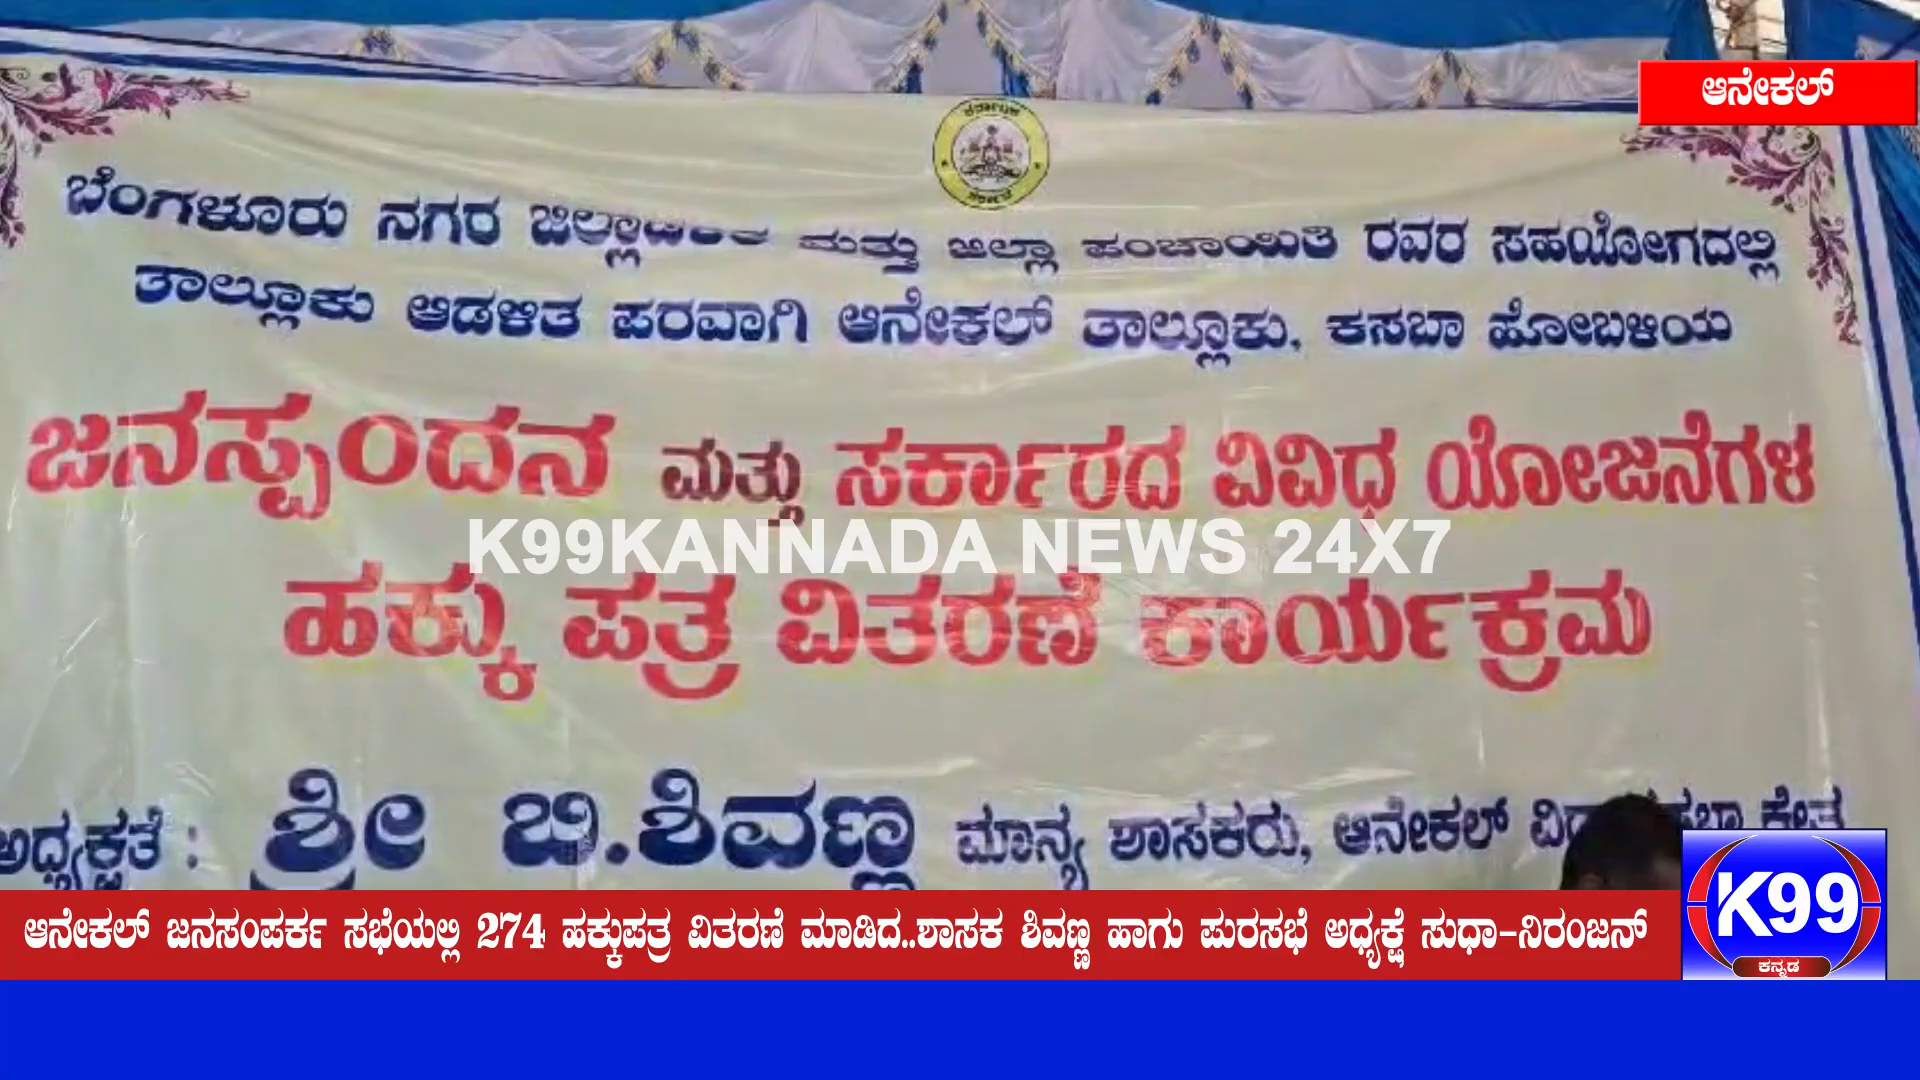 ಆನೇಕಲ್
ಕರ್ನಾಟಕ
ಬೆಂಗಳೂರು ನಗರ ಜಿಲ್ಲಾಡಳಿತ ಮತ್ತು ಜಿಲ್ಲಾ ಪಂಚಾಯಿತಿ ರವರ ಸಹಯೋಗದಲ್ಲಿ
ತಾಲ್ಲೂಕು ಆಡಳಿತ ಪರವಾಗಿ ಆನೇಕಲ್ ತಾಲ್ಲೂಕು, ಕಸಬಾ ಹೋಬಳಿಯ
ಜನಸ್ಪಂದನ ಮತ್ತು ಸರ್ಕಾರದ ವಿವಿಧ ಯೋಜನೆಗಳ
K99KANNADA NEWS 24X7
ಹಕ್ಕು ಪತ್ರ ವಿತರಣೆ ಕಾರ್ಯಕ್ರಮ
ಅಧ್ಯಕ್ಷತೆ : ಶ್ರೀ ಬಿ.ಶಿವಣ್ಣ ಮಾನ್ಯ ಶಾಸಕರು, ಆನೇಕಲ್
ಆನೇಕಲ್ ಜನಸಂಪರ್ಕ ಸಭೆಯಲ್ಲಿ 274 ಹಕ್ಕುಪತ್ರ ವಿತರಣೆ ಮಾಡಿದ..ಶಾಸಕ ಶಿವಣ್ಣ ಹಾಗು ಪುರಸಭೆ ಅಧ್ಯಕ್ಷೆ ಸುಧಾ-ನಿರಂಜನ್
K99
ಕನ್ನಡ